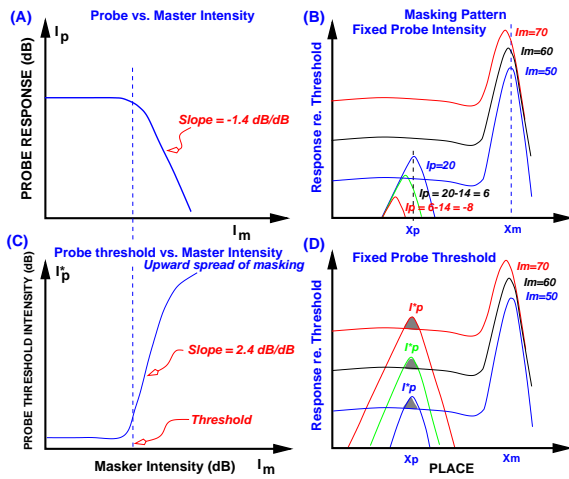 (A)
Probe vs. Master Intensity
Ip
PROBE RESPONSE (dB)
Slope = -1.4 dB/dB
Im
(B)
Masking Pattern
Fixed Probe Intensity
Im=70
Im=60
Im=50
Response re. Threshold
Ip=20
Ip = 20-14 = 6
Ip = 6-14 = -8
Xp
Xm
(C)
Probe threshold vs. Master Intensity
I*p
Upward spread of masking
PROBE THRESHOLD INTENSITY (dB)
Slope = 2.4 dB/dB
Threshold
Masker Intensity (dB)
Im
(D)
Fixed Probe Threshold
Im=70
Im=60
Im=50
Response re. Threshold
I*p
I*p
I*p
Xp
PLACE
Xm